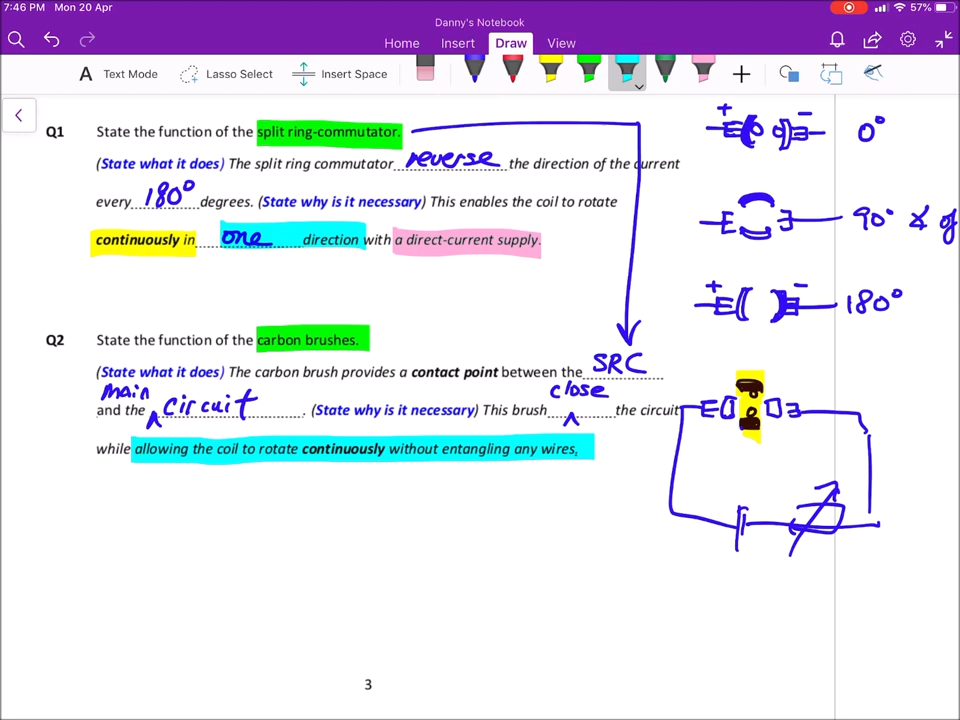 7:46 PM Mon 20 Apr
57%
Danny's Notebook
Home Insert Draw View
A Text Mode Lasso Select Insert Space
Q1 State the function of the split ring-commutator.
(State what it does) The split ring commutator reverse the direction of the current
every 180° degrees. (State why is it necessary) This enables the coil to rotate
continuously in one direction with a direct-current supply.
+ - 0°
90° ∡ of
+ - 180°
Q2 State the function of the carbon brushes.
(State what it does) The carbon brush provides a contact point between the SRC
and the main circuit. (State why is it necessary) This brush close the circuit
while allowing the coil to rotate continuously without entangling any wires.
3